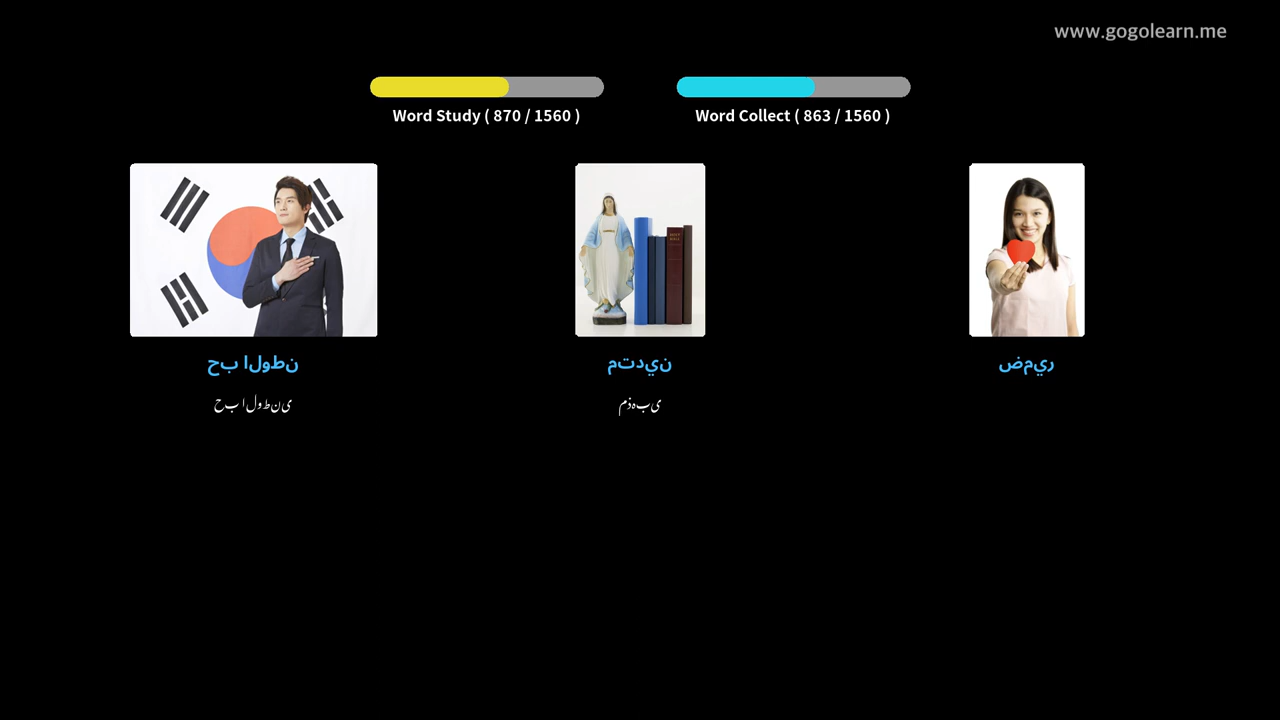 www.gogolearn.me
Word Study ( 870 / 1560 )
Word Collect ( 863 / 1560 )
حب الوطن
متدين
ضمير
حب الوطنی
مذہبی